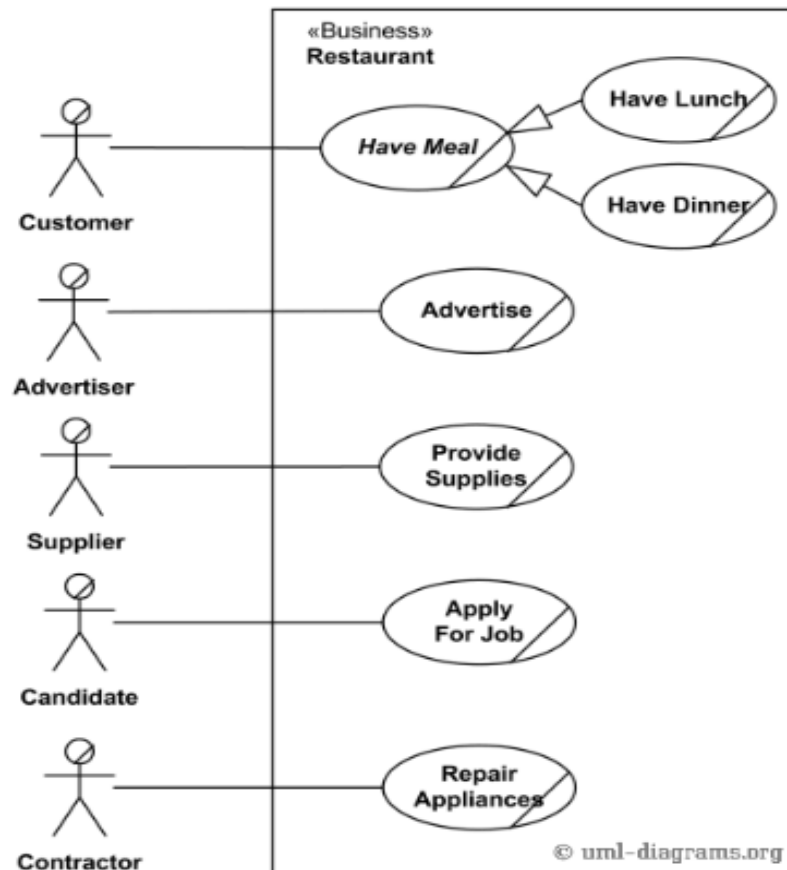 «Business»
Restaurant
Have Lunch
Have Meal
Have Dinner
Customer
Advertise
Advertiser
Provide
Supplies
Supplier
Apply
For Job
Candidate
Repair
Appliances
Contractor
© uml-diagrams.org